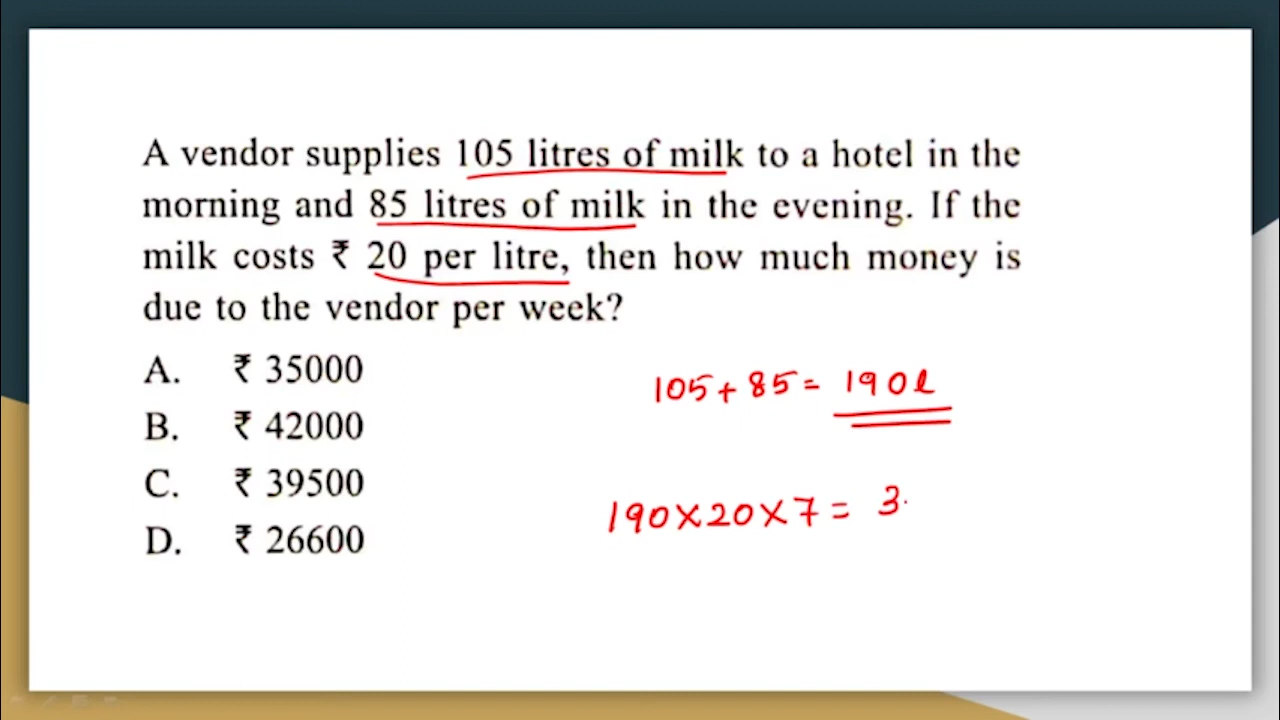 A vendor supplies 105 litres of milk to a hotel in the
morning and 85 litres of milk in the evening. If the
milk costs ₹ 20 per litre, then how much money is
due to the vendor per week?
A. ₹ 35000
B. ₹ 42000
C. ₹ 39500
D. ₹ 26600
105 + 85 = 190l
190 × 20 × 7 = 3